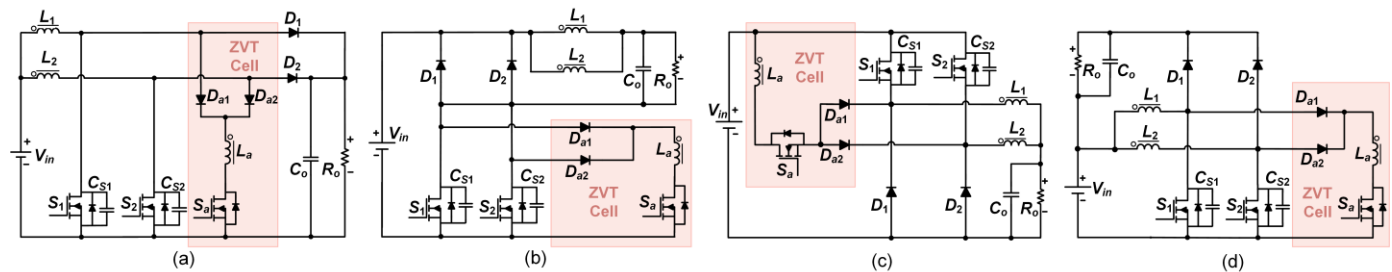 L1
D1
L2
ZVT
Cell
D2
Da1
Da2
La
Vin
Co
Ro
CS1
CS2
S1
S2
Sa
(a)
L1
L2
D1
D2
Co
Ro
Vin
Da1
Da2
La
CS1
CS2
S1
S2
Sa
ZVT
Cell
(b)
ZVT
Cell
CS1
CS2
S1
S2
La
L1
Vin
Da1
L2
Da2
Sa
D1
D2
Co
Ro
(c)
Ro
Co
D1
D2
L1
Da1
L2
Da2
La
Vin
CS1
CS2
S1
S2
Sa
ZVT
Cell
(d)